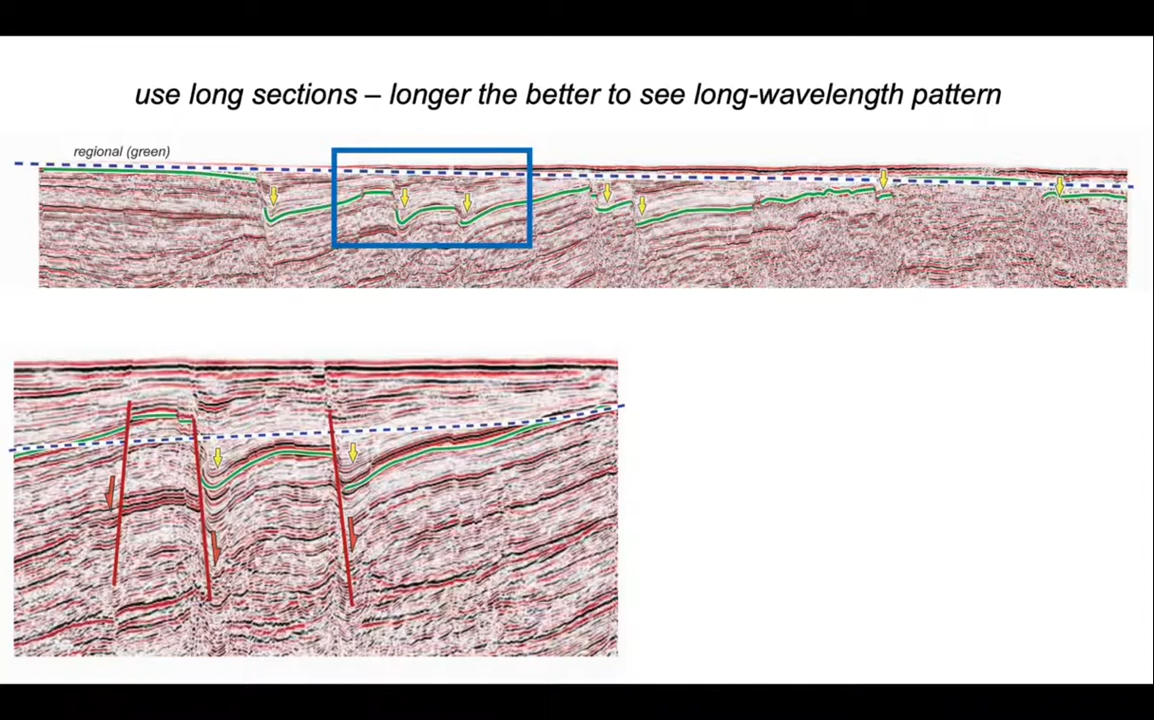 use long sections – longer the better to see long-wavelength pattern
regional (green)